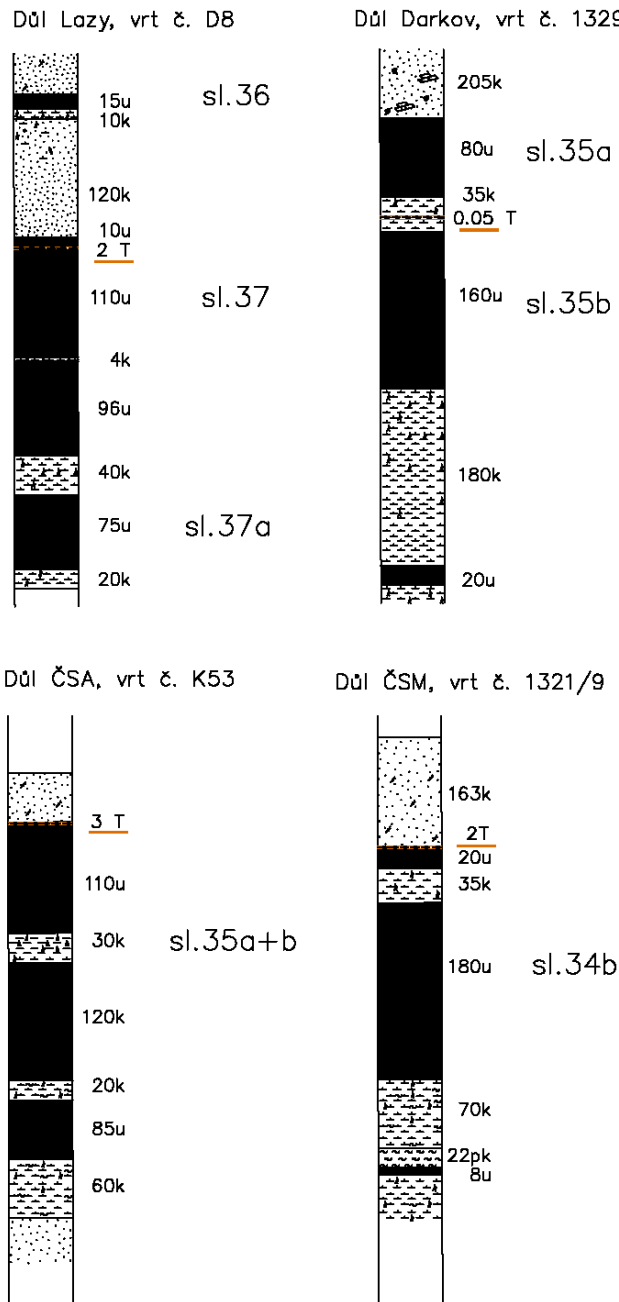 Důl Lazy, vrt č. D8
15u sl.36
10k
120k
10u
2 T
110u sl.37
4k
96u
40k
75u sl.37a
20k
Důl Darkov, vrt č. 1329
205k
80u sl.35a
35k
0.05 T
160u sl.35b
180k
20u
Důl ČSA, vrt č. K53
3 T
110u
30k sl.35a+b
120k
20k
85u
60k
Důl ČSM, vrt č. 1321/9
163k
2T
20u
35k
180u sl.34b
70k
22pk
8u